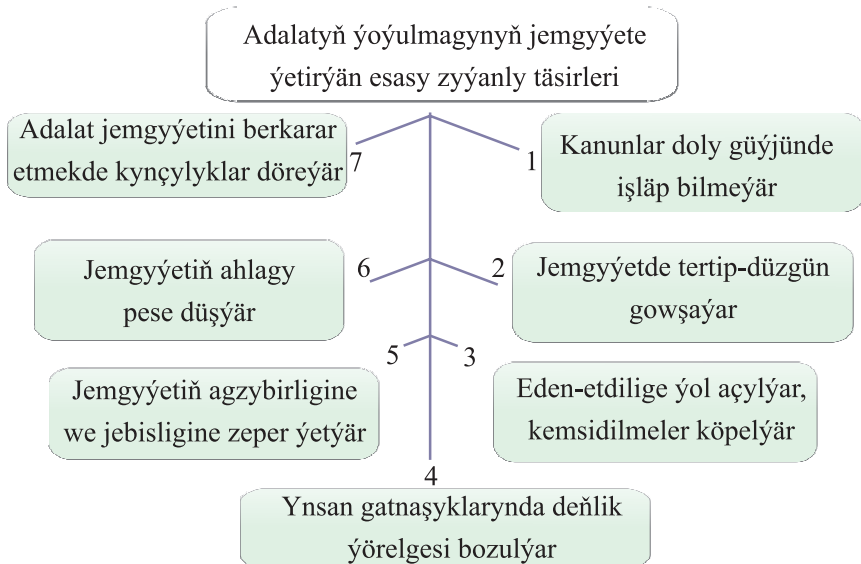 Adalatyň ýoýulmagynyň jemgyýete
ýetirýän esasy zyýanly täsirleri
1
Kanunlar doly güýjünde
işläp bilmeýär
2
Jemgyýetde tertip-düzgün
gowşaýar
3
Eden-etdilige ýol açylýar,
kemsidilmeler köpelýär
4
Ynsan gatnaşyklarynda deňlik
ýörelgesi bozulýar
5
Jemgyýetiň agzybirligine
we jebisligine zeper ýetýär
6
Jemgyýetiň ahlagy
pese düşýär
7
Adalat jemgyýetini berkarar
etmekde kynçylyklar döreýär